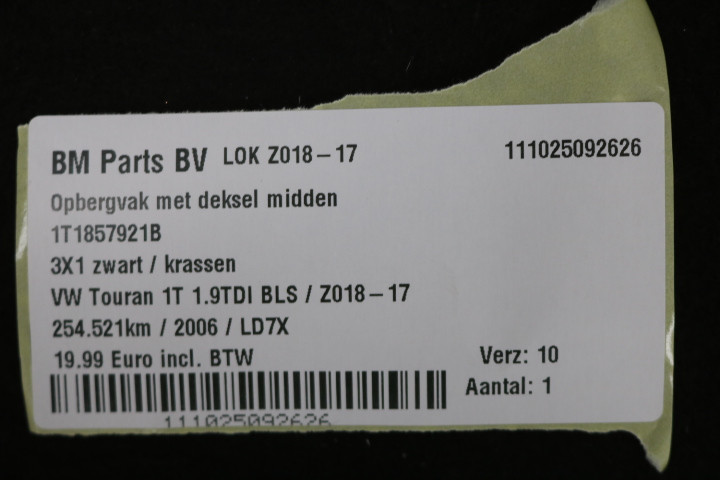 BM Parts BV LOK Z018-17 111025092626
Opbergvak met deksel midden
1T1857921B
3X1 zwart / krassen
VW Touran 1T 1.9TDI BLS / Z018-17
254.521km / 2006 / LD7X
19.99 Euro incl. BTW Verz: 10
Aantal: 1
111025092626